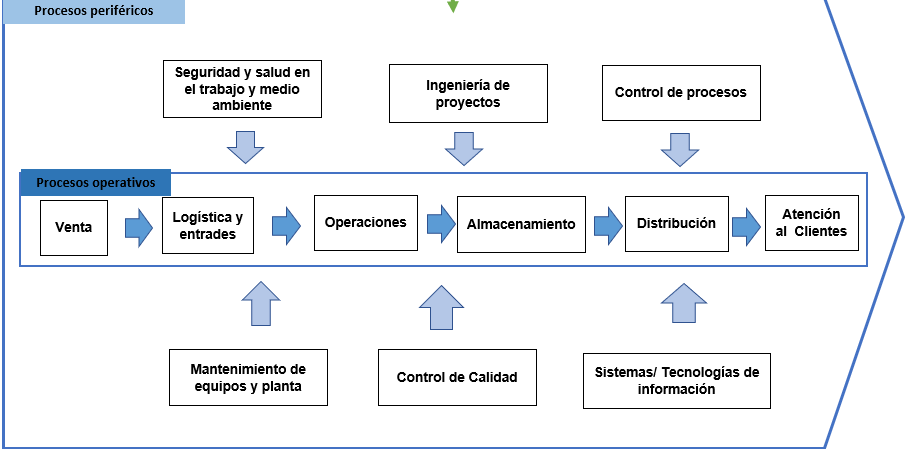 Procesos periféricos
Seguridad y salud en
el trabajo y medio
ambiente
Ingeniería de
proyectos
Control de procesos
Procesos operativos
Venta
Logística y
entrades
Operaciones
Almacenamiento
Distribución
Atención
al Clientes
Mantenimiento de
equipos y planta
Control de Calidad
Sistemas/ Tecnologías de
información